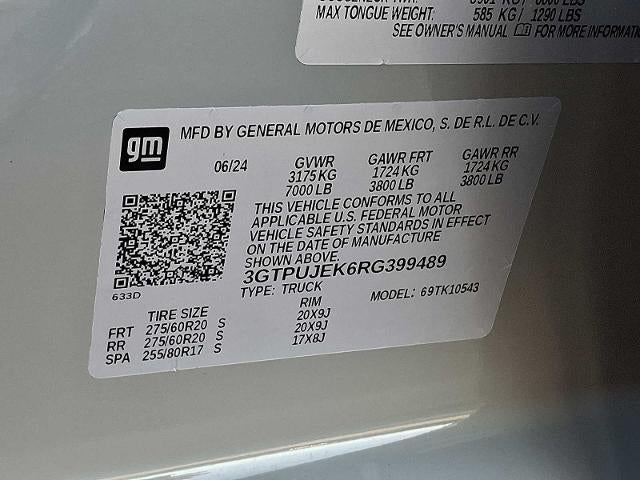 MAX TONGUE WEIGHT: 585 KG / 1290 LBS
SEE OWNER'S MANUAL FOR MORE INFORMATI
gm
MFD BY GENERAL MOTORS DE MEXICO, S. DE R.L. DE C.V.
06/24 GVWR GAWR FRT GAWR RR
3175 KG 1724 KG 1724 KG
7000 LB 3800 LB 3800 LB
THIS VEHICLE CONFORMS TO ALL
APPLICABLE U.S. FEDERAL MOTOR
VEHICLE SAFETY STANDARDS IN EFFECT
ON THE DATE OF MANUFACTURE
SHOWN ABOVE.
3GTPUJEK6RG399489
TYPE: TRUCK MODEL: 69TK10543
633D
TIRE SIZE RIM
FRT 275/60R20 S 20X9J
RR 275/60R20 S 20X9J
SPA 255/80R17 S 17X8J